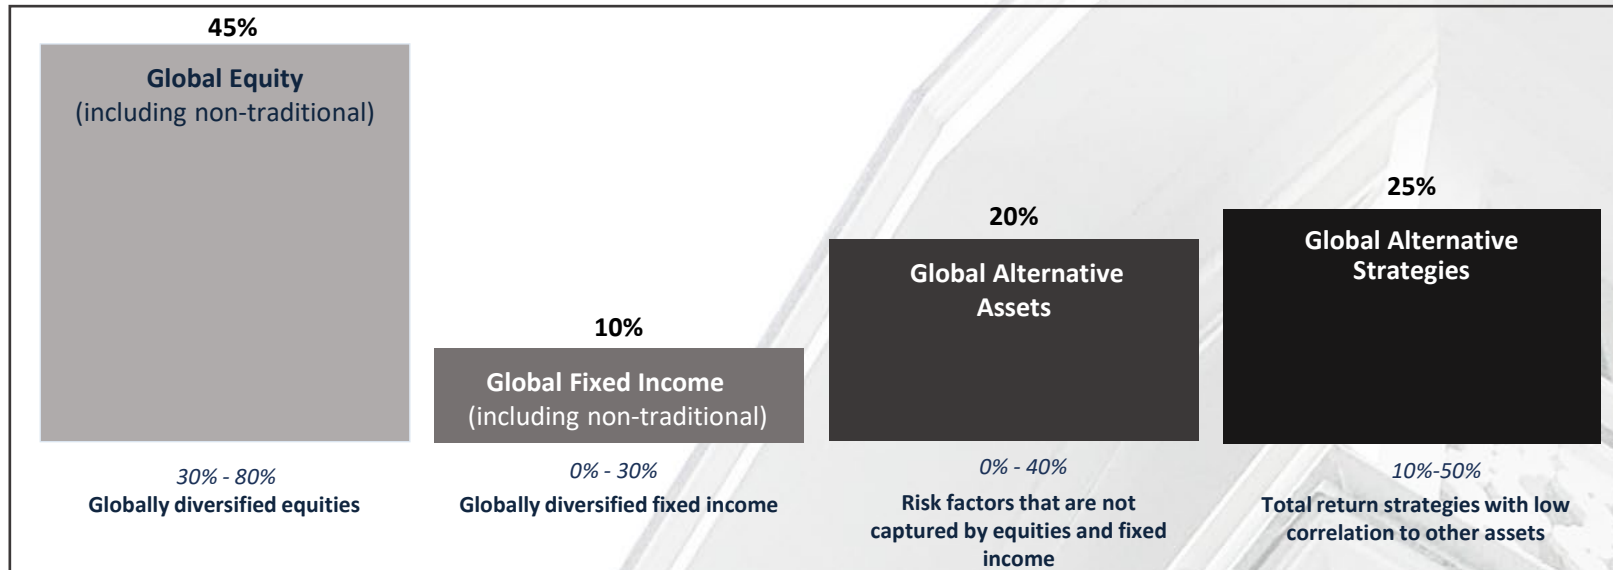 45%
Global Equity
(including non-traditional)
30% - 80%
Globally diversified equities
10%
Global Fixed Income
(including non-traditional)
0% - 30%
Globally diversified fixed income
20%
Global Alternative
Assets
0% - 40%
Risk factors that are not
captured by equities and fixed
income
25%
Global Alternative
Strategies
10%-50%
Total return strategies with low
correlation to other assets